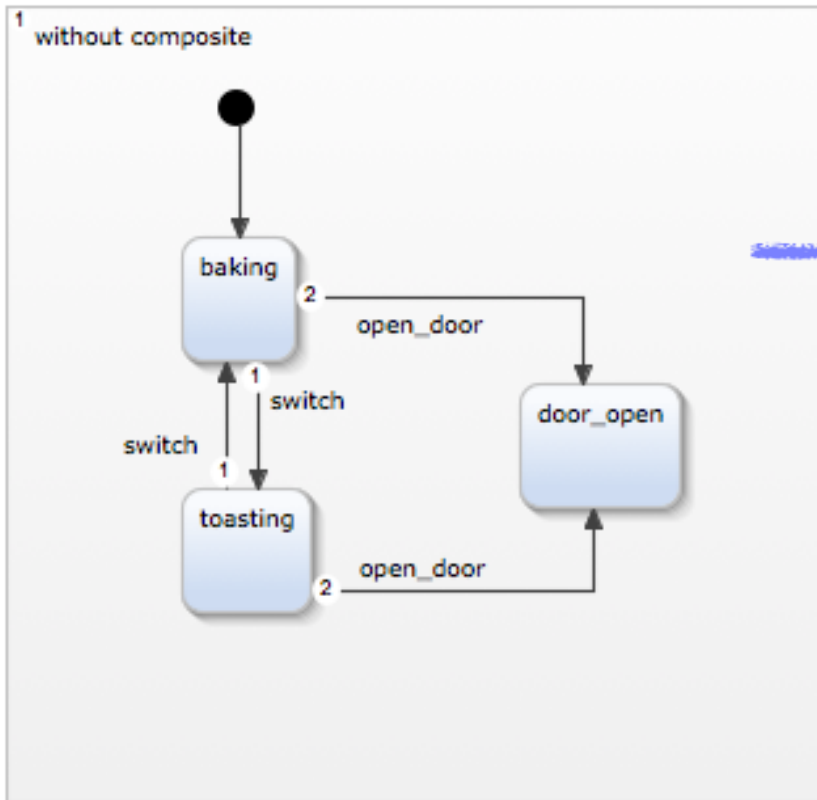 1
without composite
baking
2
open_door
1
switch
door_open
switch
1
toasting
open_door
2